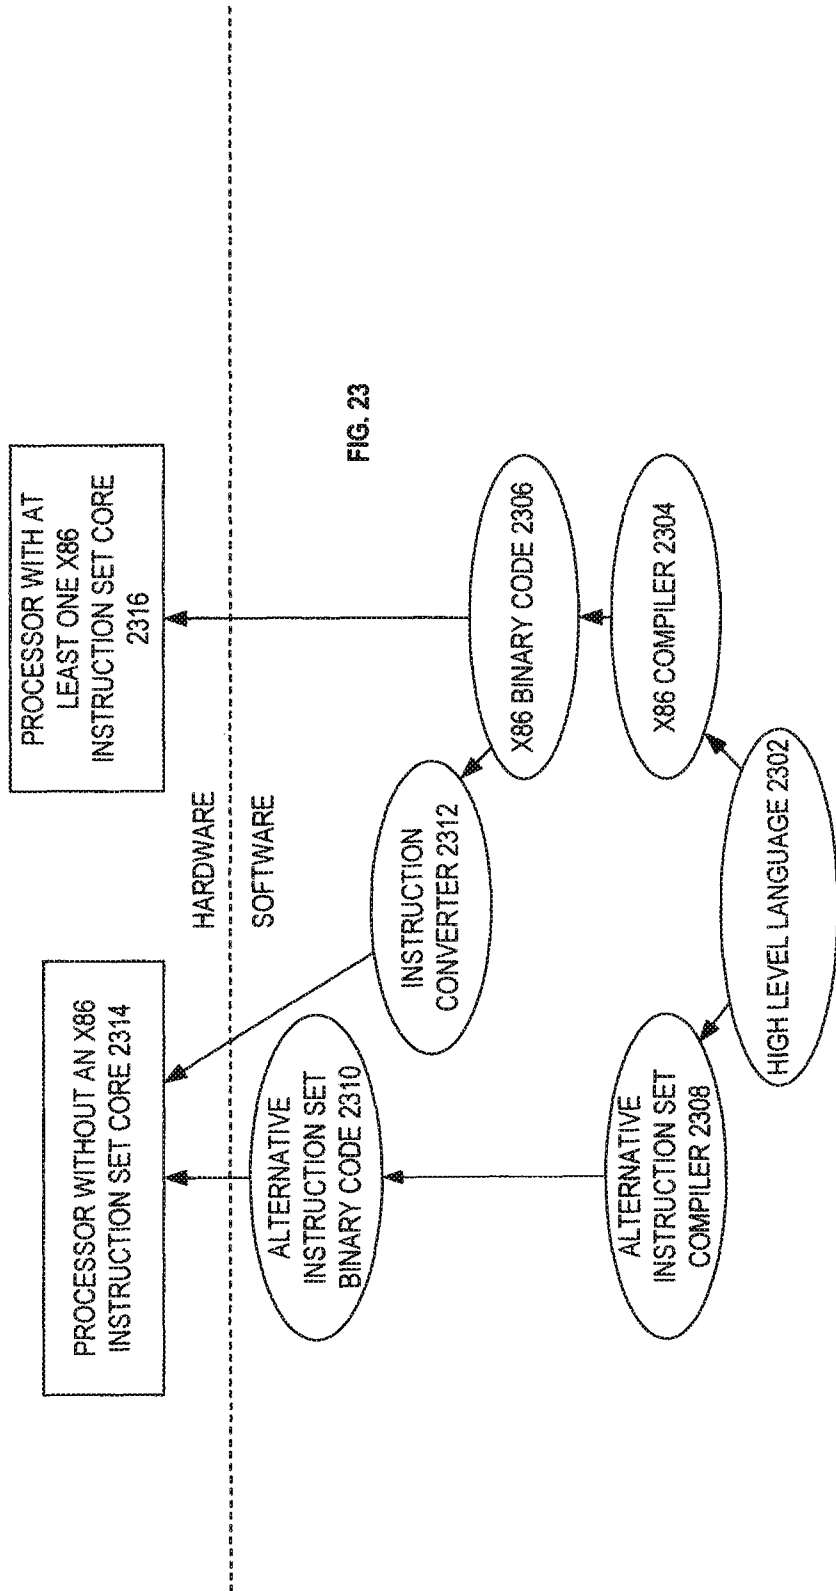 PROCESSOR WITHOUT AN X86
INSTRUCTION SET CORE 2314
PROCESSOR WITH AT
LEAST ONE X86
INSTRUCTION SET CORE
2316
HARDWARE
SOFTWARE
ALTERNATIVE
INSTRUCTION SET
BINARY CODE 2310
INSTRUCTION
CONVERTER 2312
FIG. 23
X86 BINARY CODE 2306
ALTERNATIVE
INSTRUCTION SET
COMPILER 2308
X86 COMPILER 2304
HIGH LEVEL LANGUAGE 2302